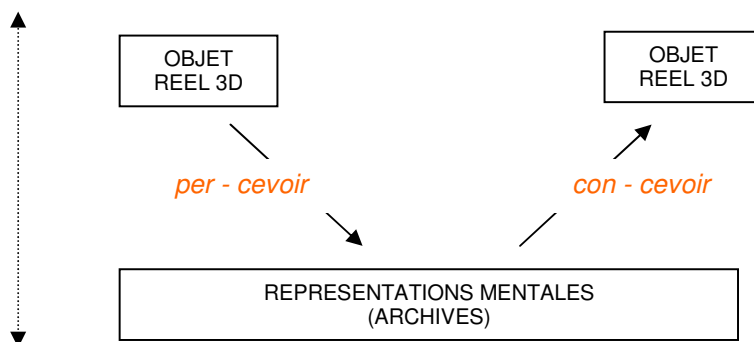 OBJET
REEL 3D
OBJET
REEL 3D
per - cevoir
con - cevoir
REPRESENTATIONS MENTALES
(ARCHIVES)